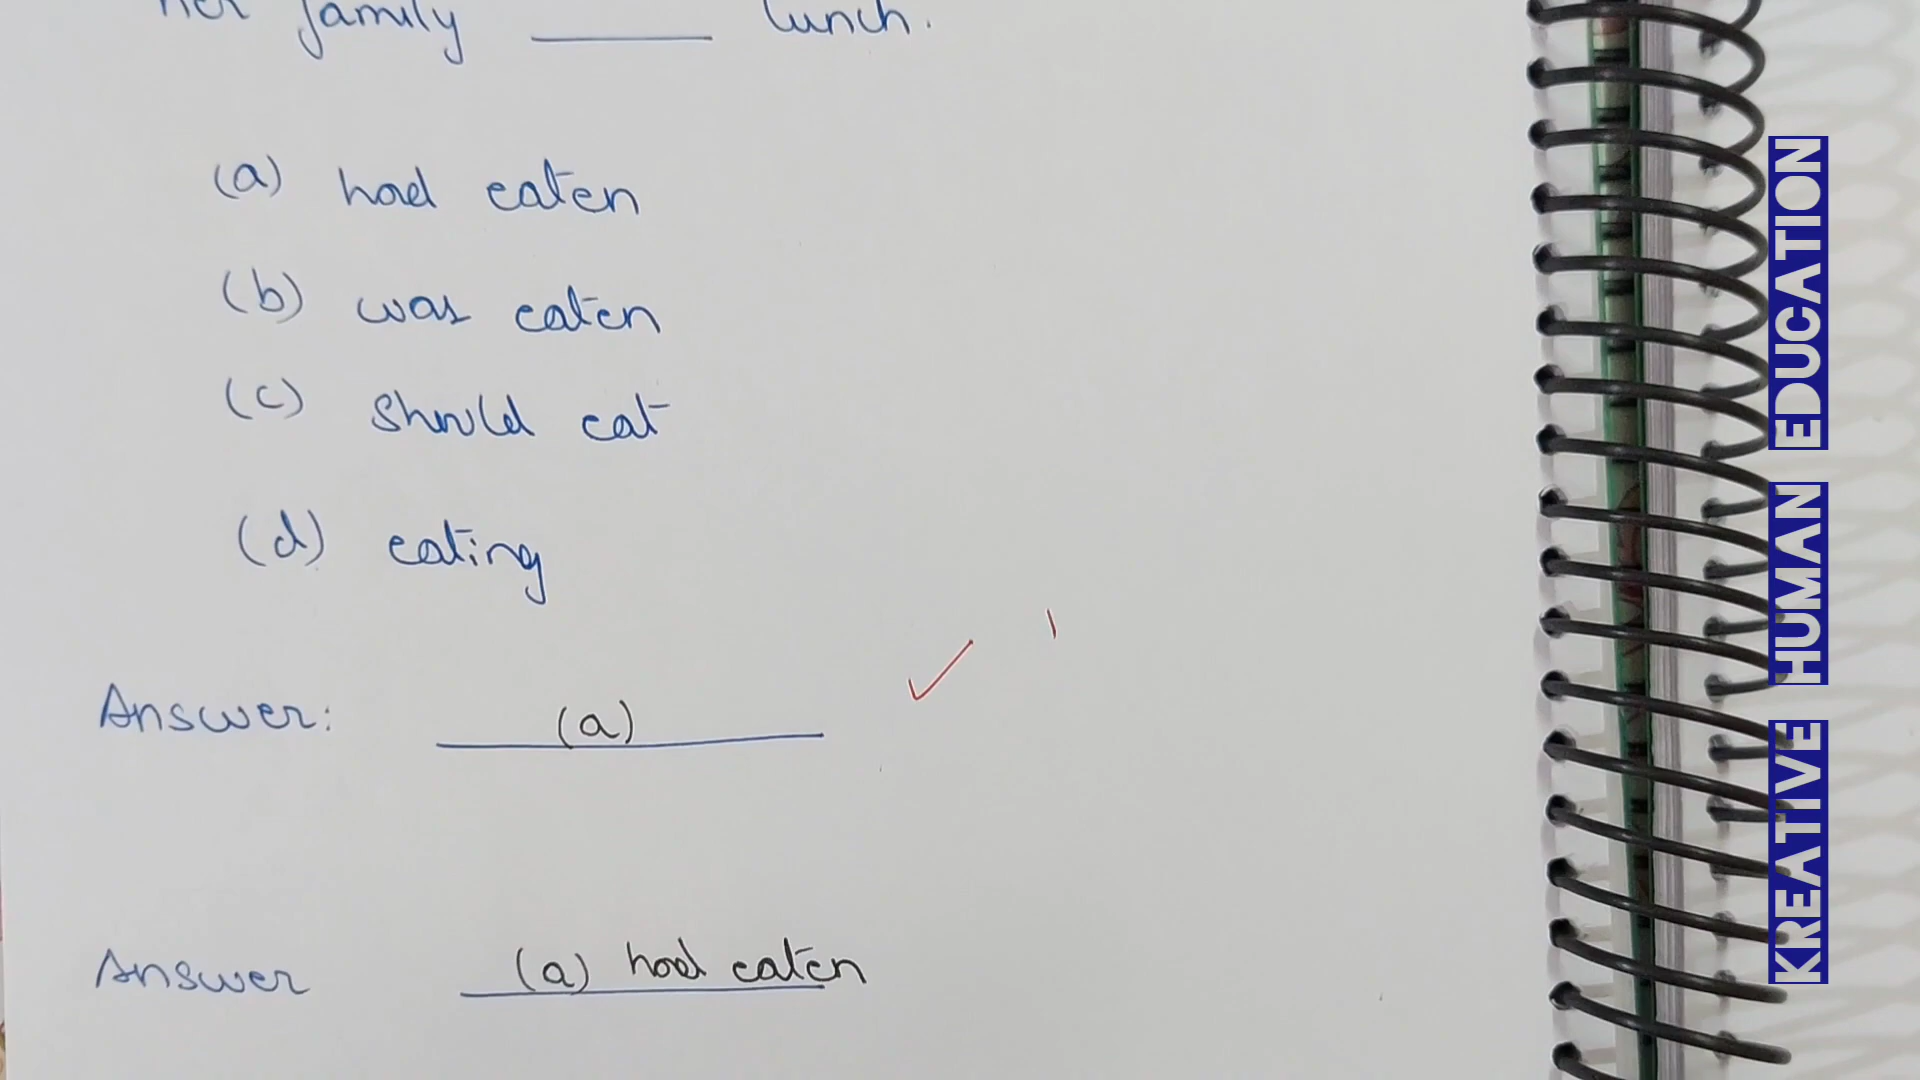 her family ______ lunch.
(a) had eaten
(b) was eaten
(c) should eat
(d) eating
Answer: (a)
Answer (a) had eaten
KREATIVE HUMAN EDUCATION